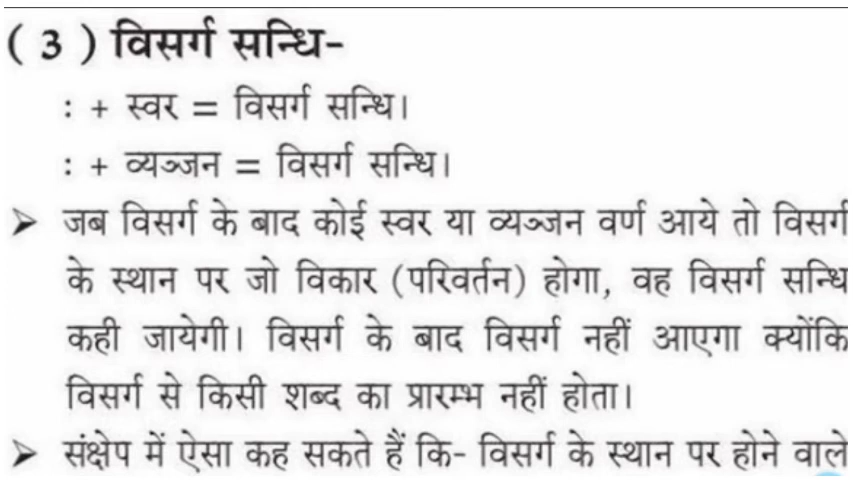 ( 3 ) विसर्ग सन्धि-
: + स्वर = विसर्ग सन्धि।
: + व्यञ्जन = विसर्ग सन्धि।
➢ जब विसर्ग के बाद कोई स्वर या व्यञ्जन वर्ण आये तो विसर्ग
के स्थान पर जो विकार (परिवर्तन) होगा, वह विसर्ग सन्धि
कही जायेगी। विसर्ग के बाद विसर्ग नहीं आएगा क्योंकि
विसर्ग से किसी शब्द का प्रारम्भ नहीं होता।
➢ संक्षेप में ऐसा कह सकते हैं कि- विसर्ग के स्थान पर होने वाले